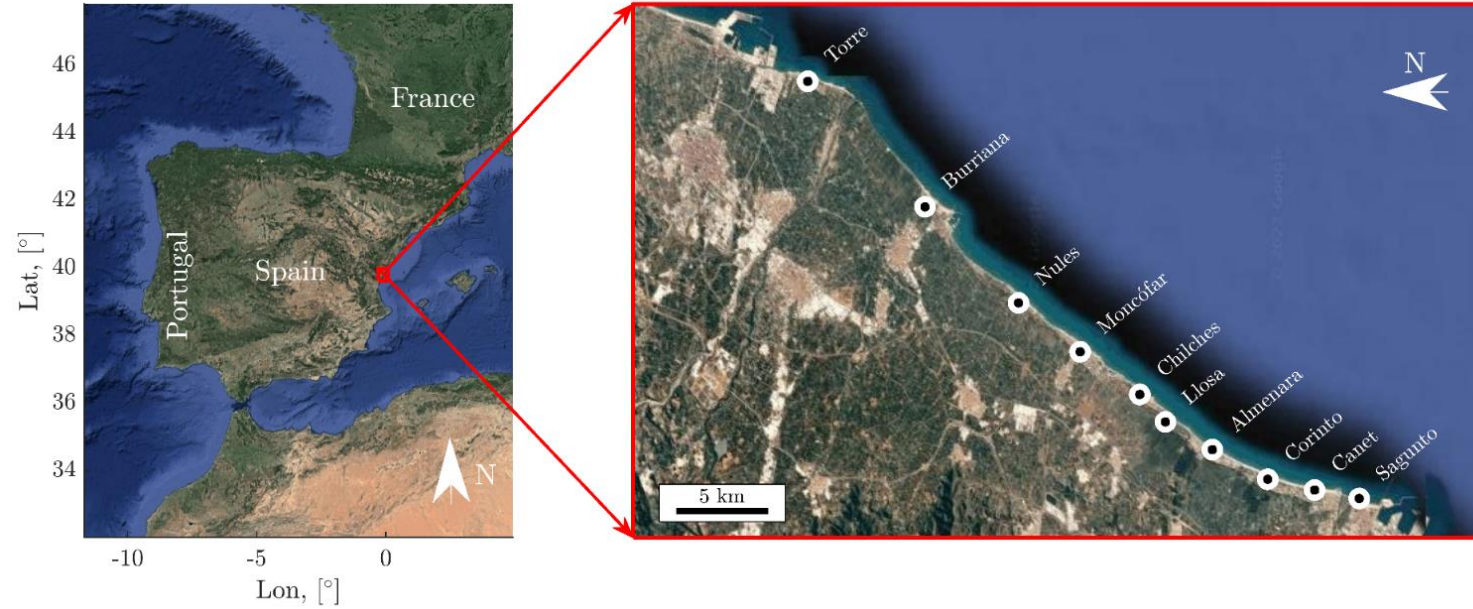 46
44
42
40
38
36
34
Lat, [°]
-10
-5
0
Lon, [°]
France
Spain
Portugal
N
N
Torre
Burriana
Nules
Moncófar
Chilches
Llosa
Almenara
Corinto
Canet
Sagunto
5 km